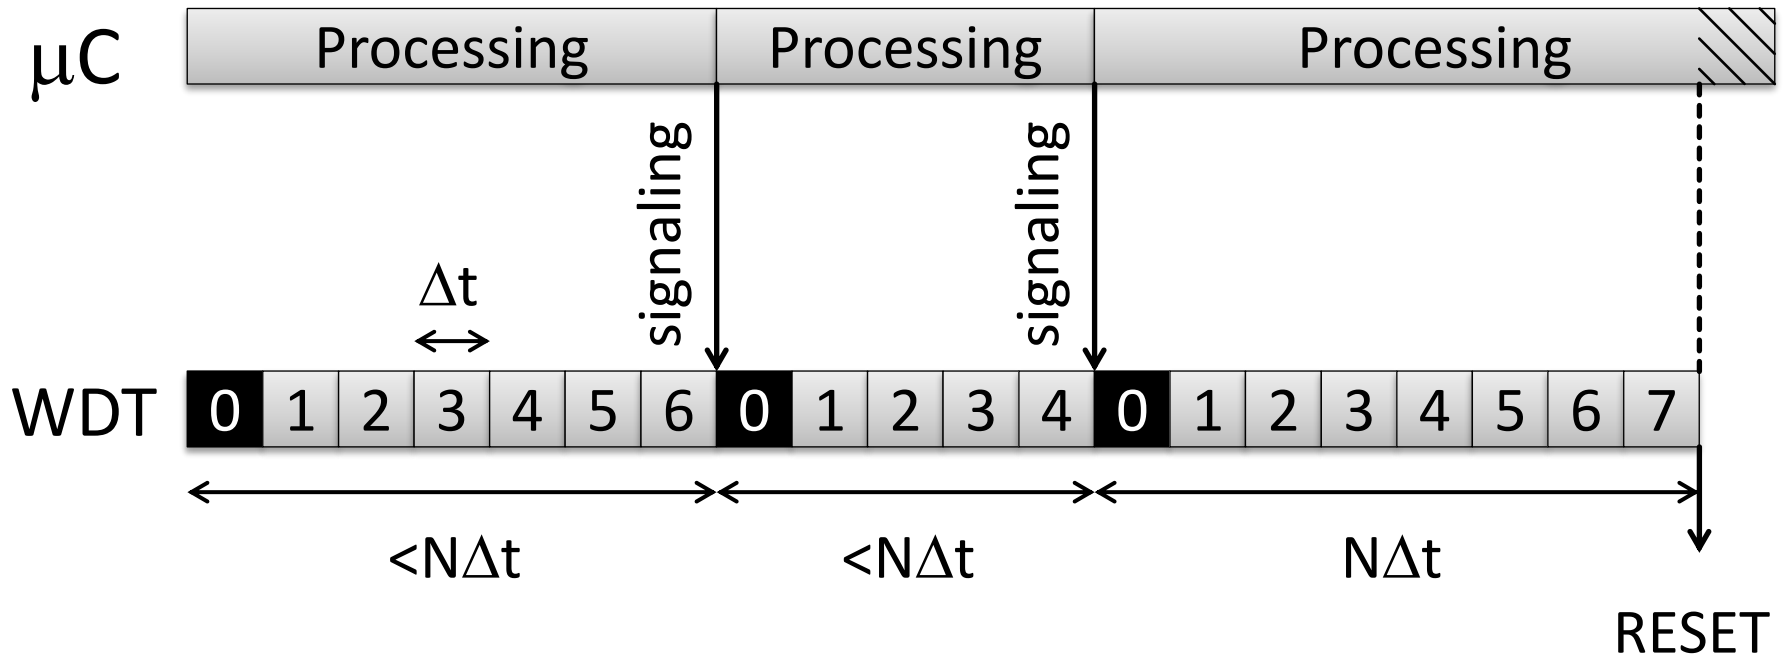 μC Processing Processing Processing
signaling signaling
Δt
WDT 0 1 2 3 4 5 6 0 1 2 3 4 0 1 2 3 4 5 6 7
<NΔt <NΔt NΔt
RESET